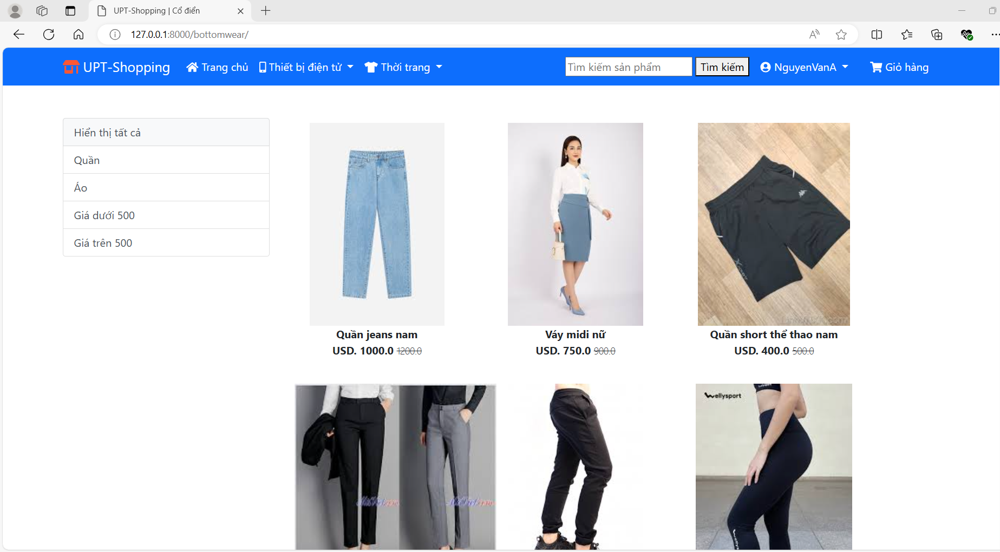 UPT-Shopping | Cổ điển
127.0.0.1:8000/bottomwear/
UPT-Shopping
Trang chủ
Thiết bị điện tử
Thời trang
Tìm kiếm sản phẩm
Tìm kiếm
NguyenVanA
Giỏ hàng
Hiển thị tất cả
Quần
Áo
Giá dưới 500
Giá trên 500
Quần jeans nam
USD. 1000.0 1200.0
Váy midi nữ
USD. 750.0 900.0
Quần short thể thao nam
USD. 400.0 500.0
Wellysport